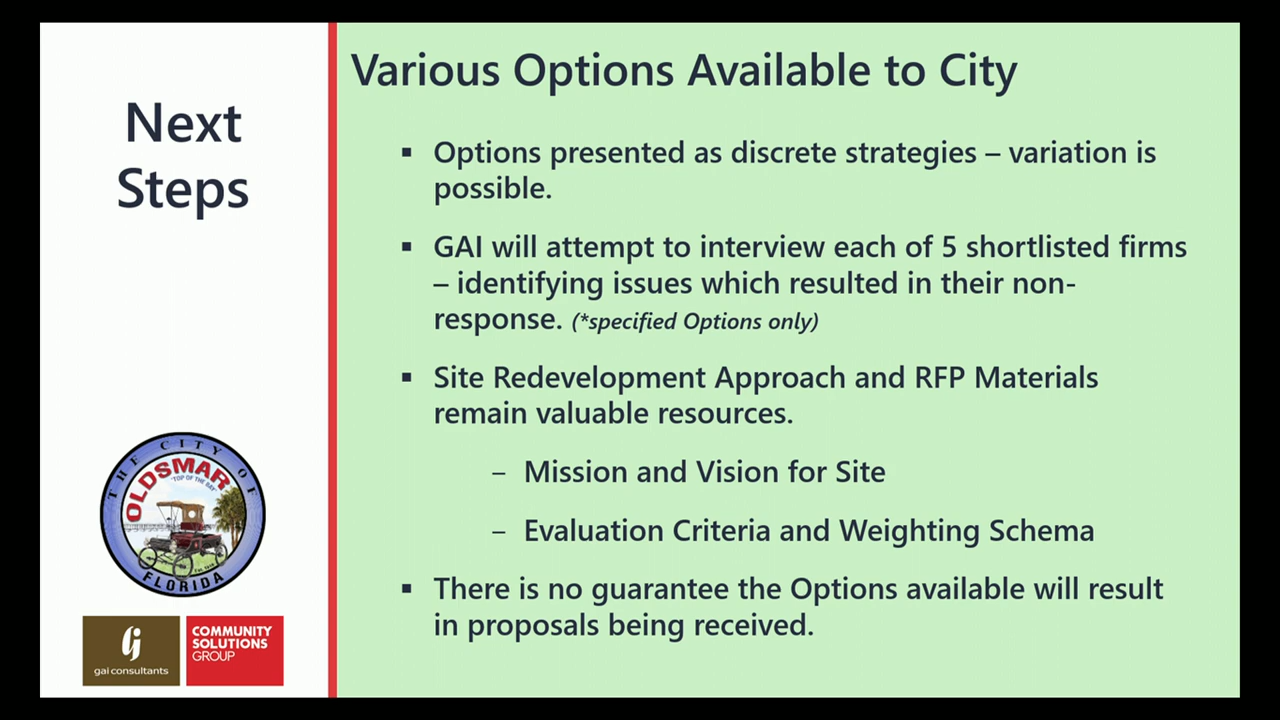 Next
Steps
Various Options Available to City
▪ Options presented as discrete strategies – variation is
possible.
▪ GAI will attempt to interview each of 5 shortlisted firms
– identifying issues which resulted in their non-
response. (*specified Options only)
▪ Site Redevelopment Approach and RFP Materials
remain valuable resources.
– Mission and Vision for Site
– Evaluation Criteria and Weighting Schema
▪ There is no guarantee the Options available will result
in proposals being received.
THE CITY OF
OLDSMAR
"TOP OF THE BAY"
FLORIDA
gai consultants
COMMUNITY
SOLUTIONS
GROUP